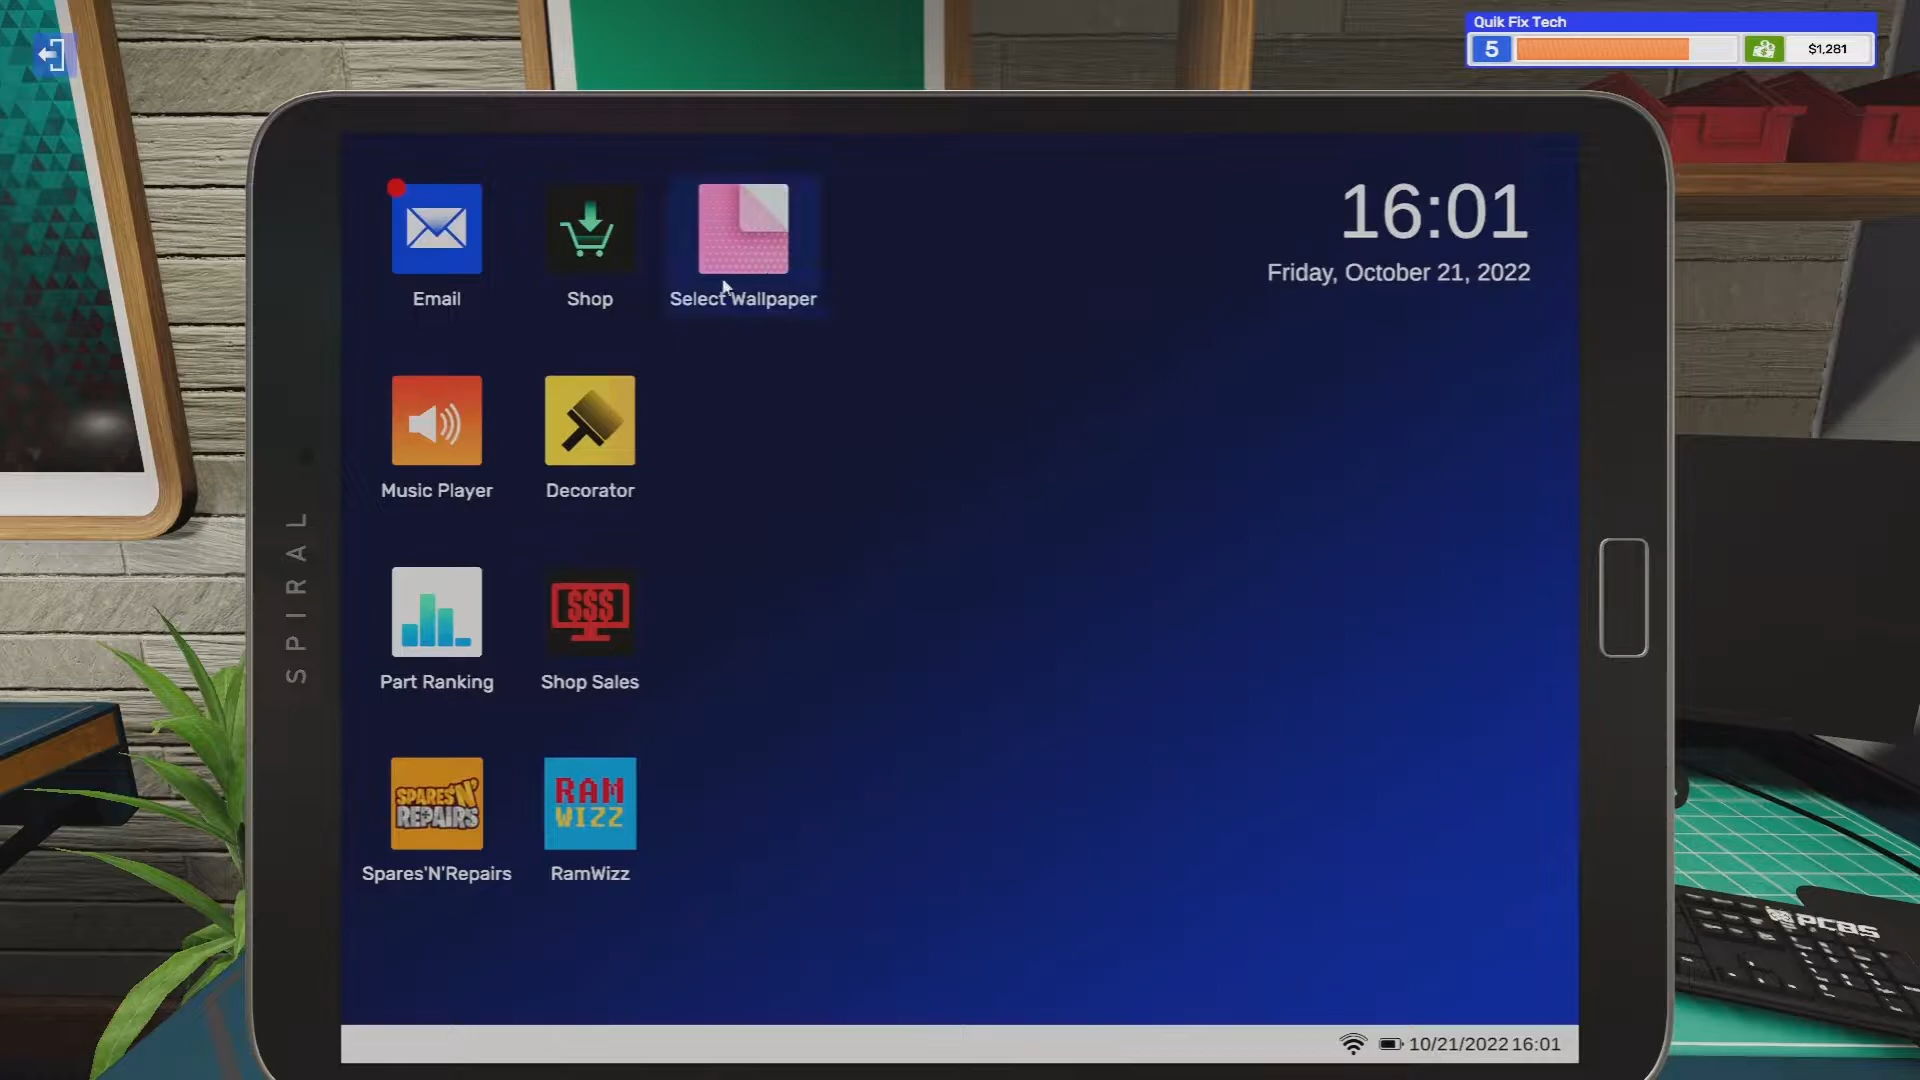 Quik Fix Tech
5
$1,281
16:01
Friday, October 21, 2022
Email
Shop
Select Wallpaper
Music Player
Decorator
SPIRAL
$$$
Part Ranking
Shop Sales
SPARES'N'
REPAIRS
RAM
WIZZ
Spares'N'Repairs
RamWizz
PCBS
10/21/2022 16:01